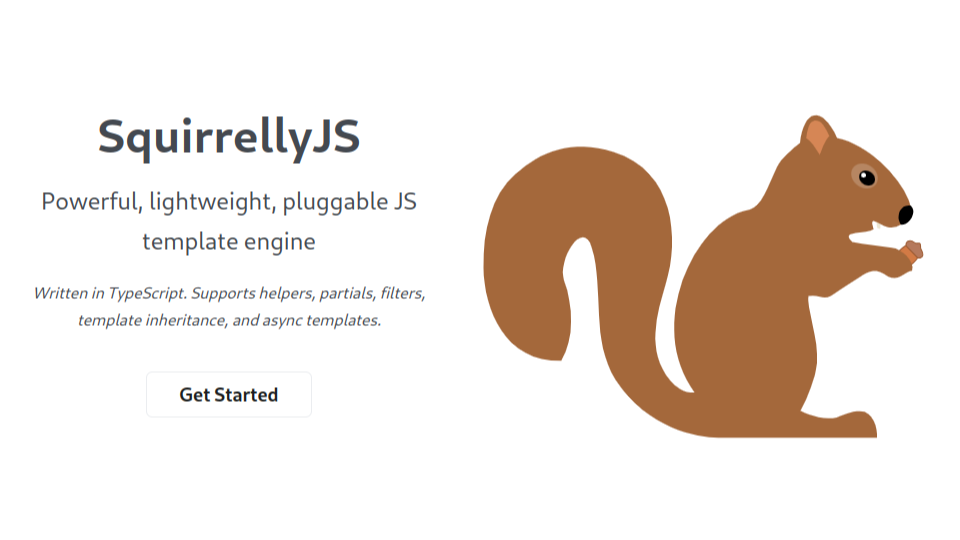 SquirrellyJS
Powerful, lightweight, pluggable JS
template engine
Written in TypeScript. Supports helpers, partials, filters,
template inheritance, and async templates.
Get Started